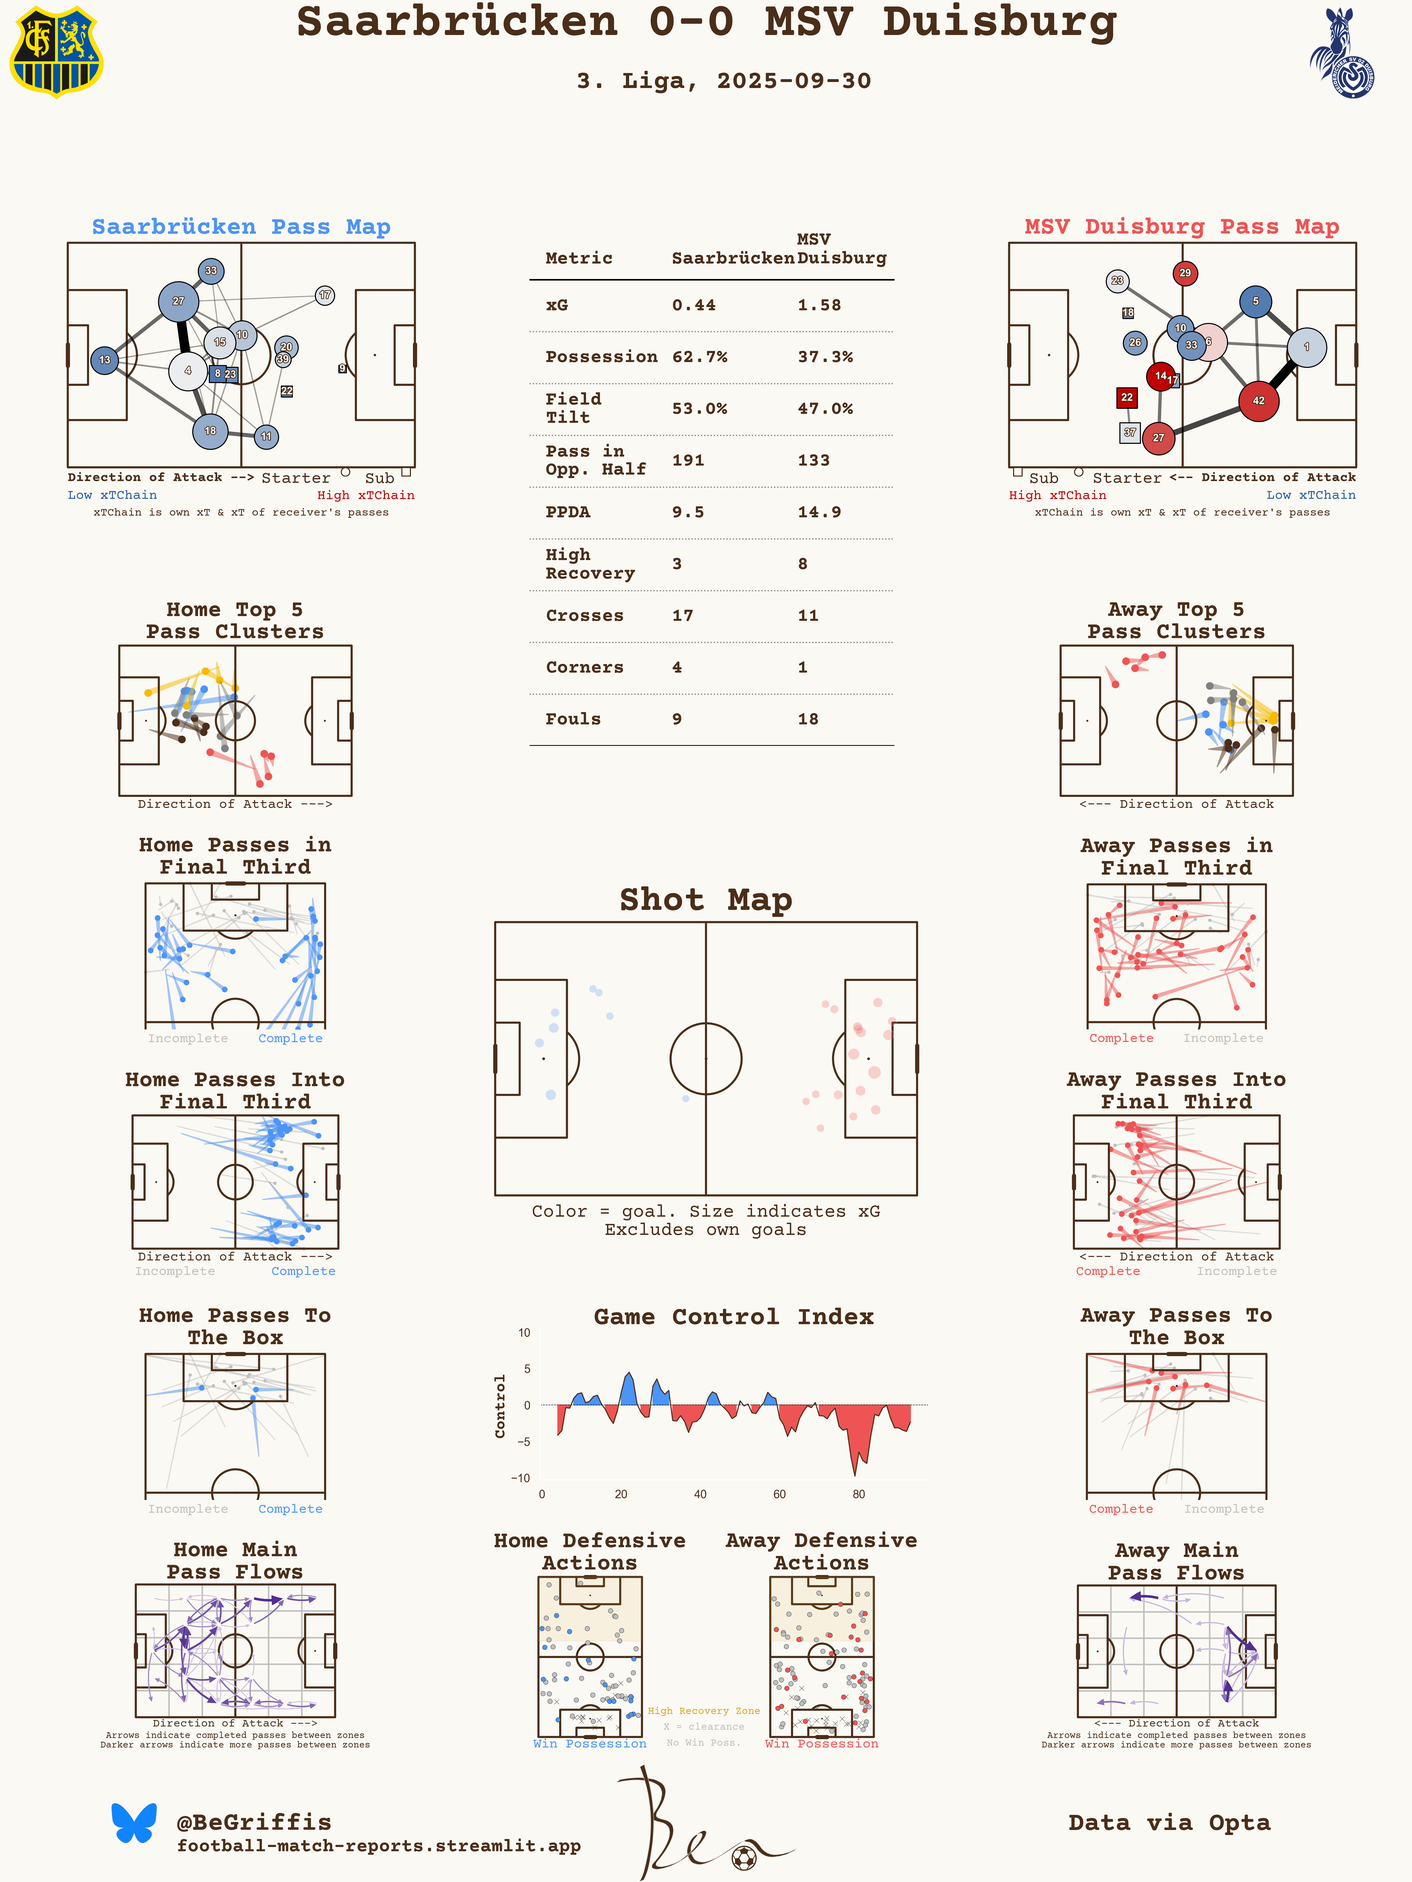 Saarbrücken 0-0 MSV Duisburg
3. Liga, 2025-09-30
Saarbrücken Pass Map
33
27
17
10
15
20
39
13
4
8
23
9
22
18
11
Direction of Attack --> Starter Sub
Low xTChain High xTChain
xTChain is own xT & xT of receiver's passes
Metric Saarbrücken MSV Duisburg
xG 0.44 1.58
Possession 62.7% 37.3%
Field Tilt 53.0% 47.0%
Pass in Opp. Half 191 133
PPDA 9.5 14.9
High Recovery 3 8
Crosses 17 11
Corners 4 1
Fouls 9 18
MSV Duisburg Pass Map
29
23
5
18
10
26
33
6
1
14
17
22
42
37
27
Sub Starter <-- Direction of Attack
High xTChain Low xTChain
xTChain is own xT & xT of receiver's passes
Home Top 5
Pass Clusters
Direction of Attack --->
Away Top 5
Pass Clusters
<--- Direction of Attack
Home Passes in
Final Third
Incomplete Complete
Away Passes in
Final Third
Complete Incomplete
Shot Map
Color = goal. Size indicates xG
Excludes own goals
Home Passes Into
Final Third
Direction of Attack --->
Incomplete Complete
Away Passes Into
Final Third
<--- Direction of Attack
Complete Incomplete
Home Passes To
The Box
Incomplete Complete
Game Control Index
Control
10
5
0
−5
−10
0 20 40 60 80
Away Passes To
The Box
Complete Incomplete
Home Main
Pass Flows
Direction of Attack --->
Arrows indicate completed passes between zones
Darker arrows indicate more passes between zones
Home Defensive
Actions
Win Possession
High Recovery Zone
X = clearance
No Win Poss.
Away Defensive
Actions
Win Possession
Away Main
Pass Flows
<--- Direction of Attack
Arrows indicate completed passes between zones
Darker arrows indicate more passes between zones
@BeGriffis
football-match-reports.streamlit.app
Ben
Data via Opta